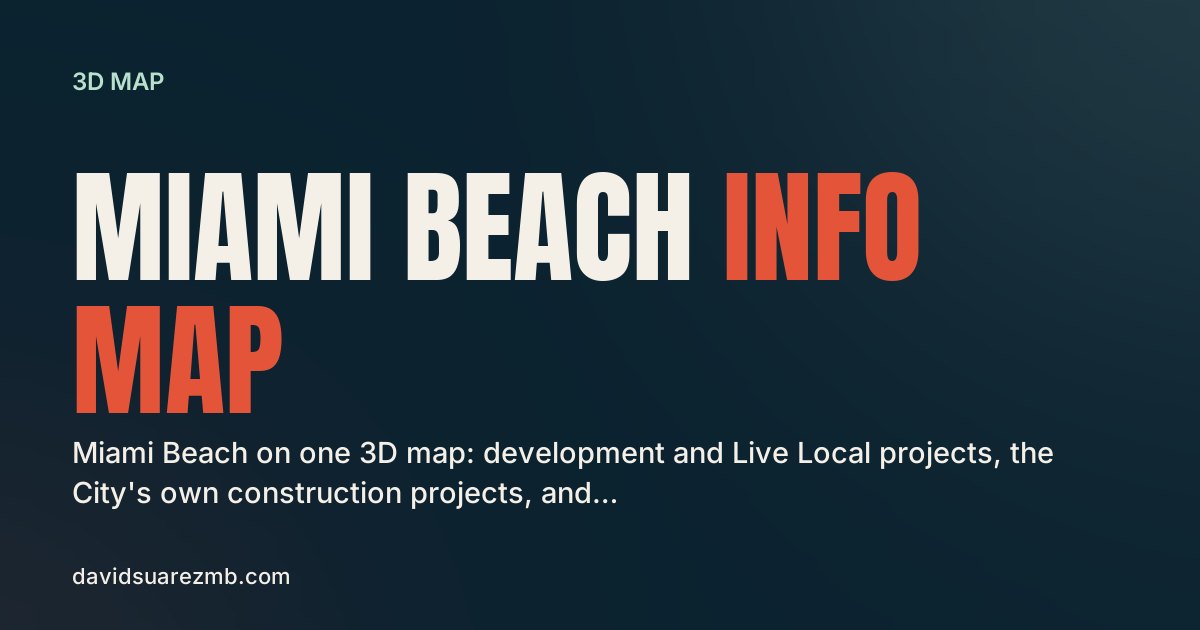 3D MAP
MIAMI BEACH INFO
MAP
Miami Beach on one 3D map: development and Live Local projects, the
City's own construction projects, and...
davidsuarezmb.com